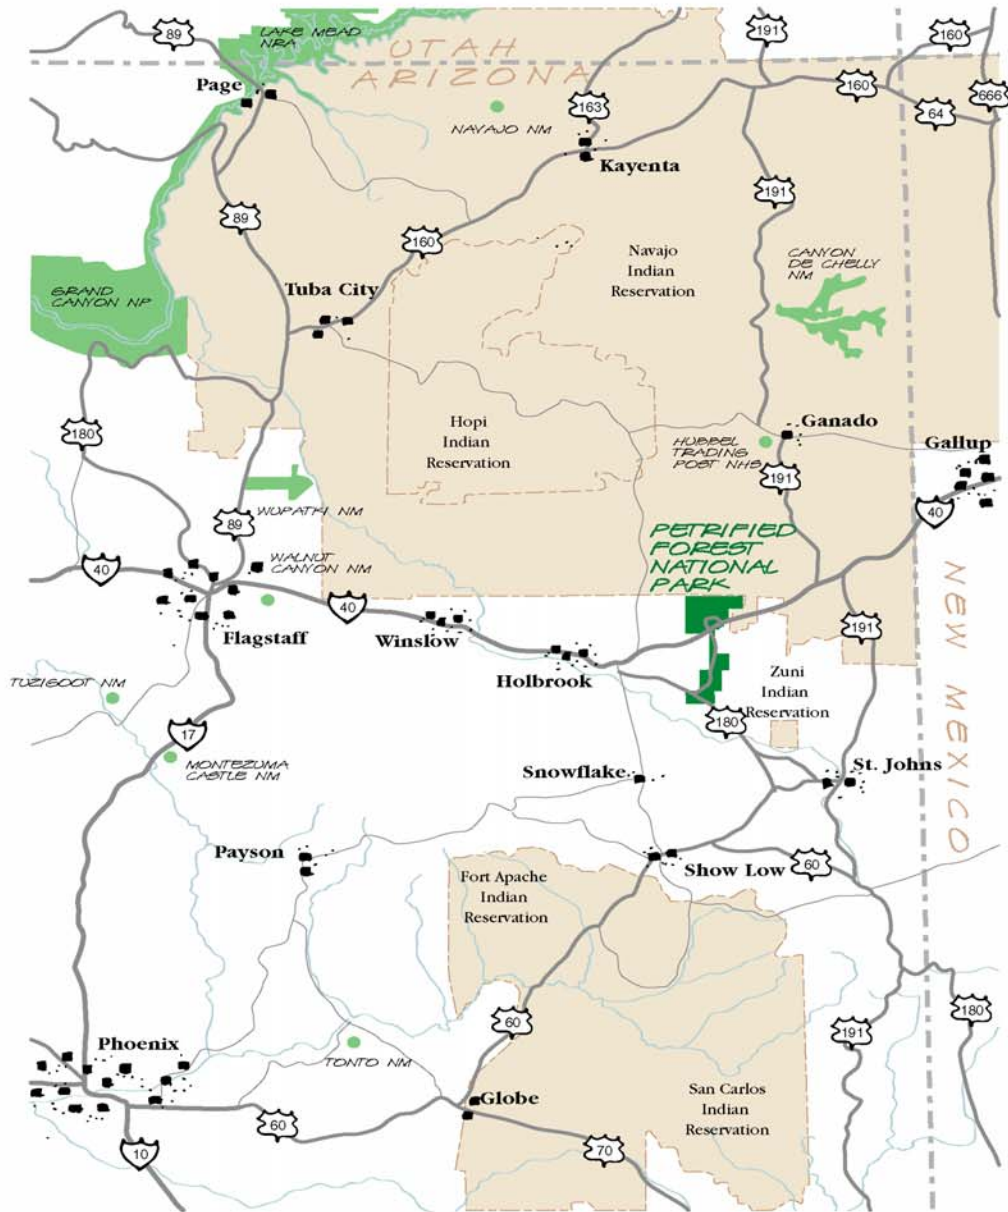 89
LAKE MEAD
NRA
UTAH
ARIZONA
191
160
Page
163
160
666
64
NAVAJO NM
Kayenta
191
89
160
Navajo
Indian
Reservation
CANYON
DE CHELLY
NM
GRAND
CANYON NP
Tuba City
180
Hopi
Indian
Reservation
Ganado
HUBBEL
TRADING
POST NHS
Gallup
191
40
89
WUPATKI NM
PETRIFIED
FOREST
NATIONAL
PARK
40
WALNUT
CANYON NM
40
NEW MEXICO
Flagstaff
Winslow
191
Holbrook
TUZIGOOT NM
Zuni
Indian
Reservation
180
17
MONTEZUMA
CASTLE NM
Snowflake
St. Johns
Payson
Show Low
60
Fort Apache
Indian
Reservation
60
191
180
Phoenix
TONTO NM
Globe
San Carlos
Indian
Reservation
60
10
70